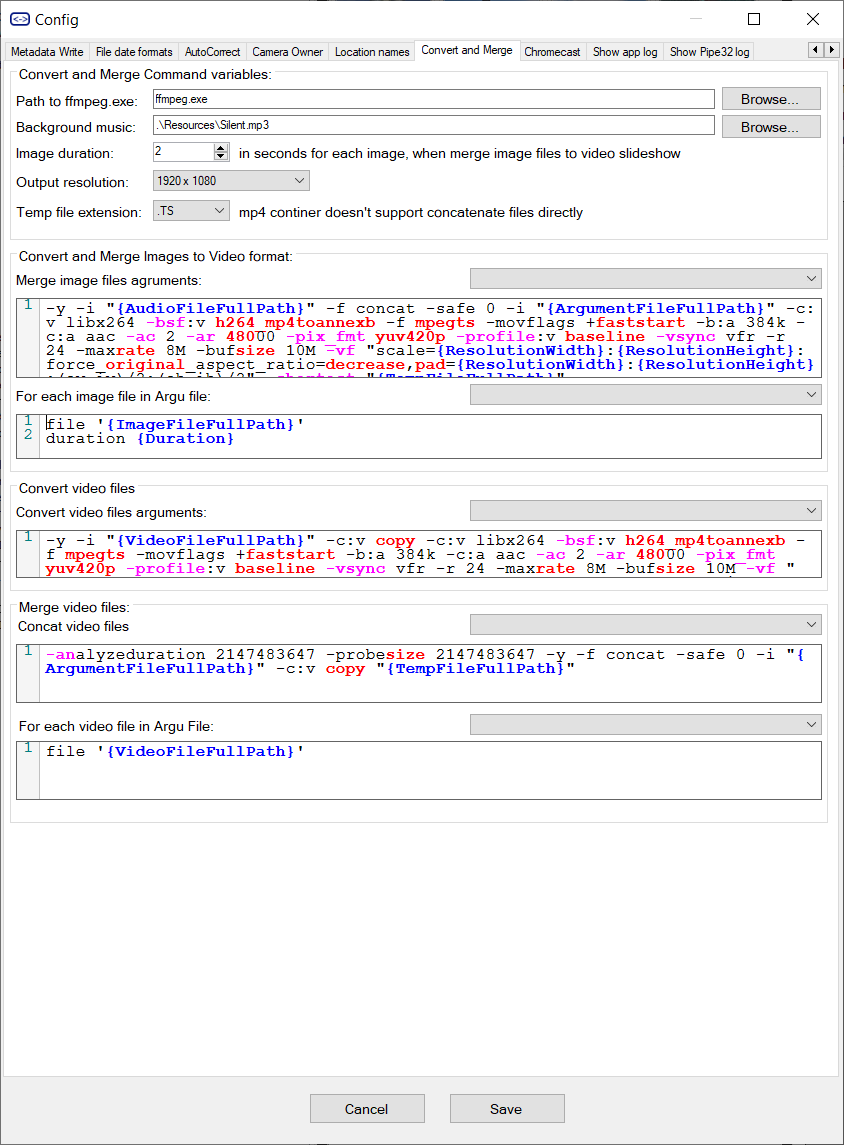 Config
Metadata Write File date formats AutoCorrect Camera Owner Location names Convert and Merge Chromecast Show app log Show Pipe32 log
Convert and Merge Command variables:
Path to ffmpeg.exe: ffmpeg.exe Browse...
Background music: .\Resources\Silent.mp3 Browse...
Image duration: 2 in seconds for each image, when merge image files to video slideshow
Output resolution: 1920 x 1080
Temp file extension: .TS mp4 continer doesn't support concatenate files directly
Convert and Merge Images to Video format:
Merge image files agruments:
1 -y -i "{AudioFileFullPath}" -f concat -safe 0 -i "{ArgumentFileFullPath}" -c:
v libx264 -bsf:v h264_mp4toannexb -f mpegts -movflags +faststart -b:a 384k -
c:a aac -ac 2 -ar 48000 -pix_fmt yuv420p -profile:v baseline -vsync vfr -r
24 -maxrate 8M -bufsize 10M -vf "scale={ResolutionWidth}:{ResolutionHeight}:
force_original_aspect_ratio=decrease,pad={ResolutionWidth}:{ResolutionHeight}
:(ow-iw)/2:(oh-ih)/2" -shortest "{TempFileFullPath}"
For each image file in Argu file:
1 file '{ImageFileFullPath}'
2 duration {Duration}
Convert video files
Convert video files arguments:
1 -y -i "{VideoFileFullPath}" -c:v copy -c:v libx264 -bsf:v h264_mp4toannexb -
f mpegts -movflags +faststart -b:a 384k -c:a aac -ac 2 -ar 48000 -pix_fmt
yuv420p -profile:v baseline -vsync vfr -r 24 -maxrate 8M -bufsize 10M -vf "
Merge video files:
Concat video files
1 -analyzeduration 2147483647 -probesize 2147483647 -y -f concat -safe 0 -i "{
ArgumentFileFullPath}" -c:v copy "{TempFileFullPath}"
For each video file in Argu File:
1 file '{VideoFileFullPath}'
Cancel Save